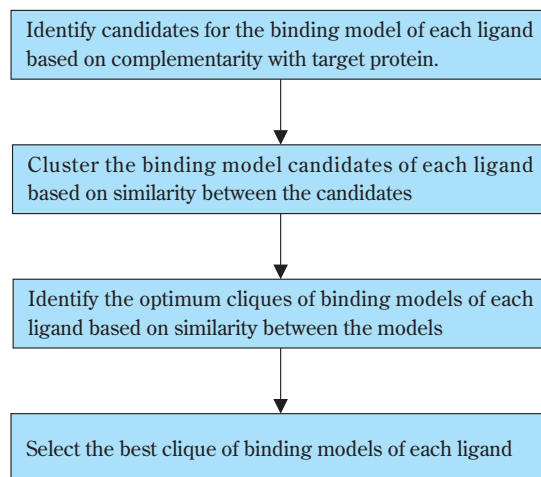 Identify candidates for the binding model of each ligand
based on complementarity with target protein.
Cluster the binding model candidates of each ligand
based on similarity between the candidates
Identify the optimum cliques of binding models of each
ligand based on similarity between the models
Select the best clique of binding models of each ligand